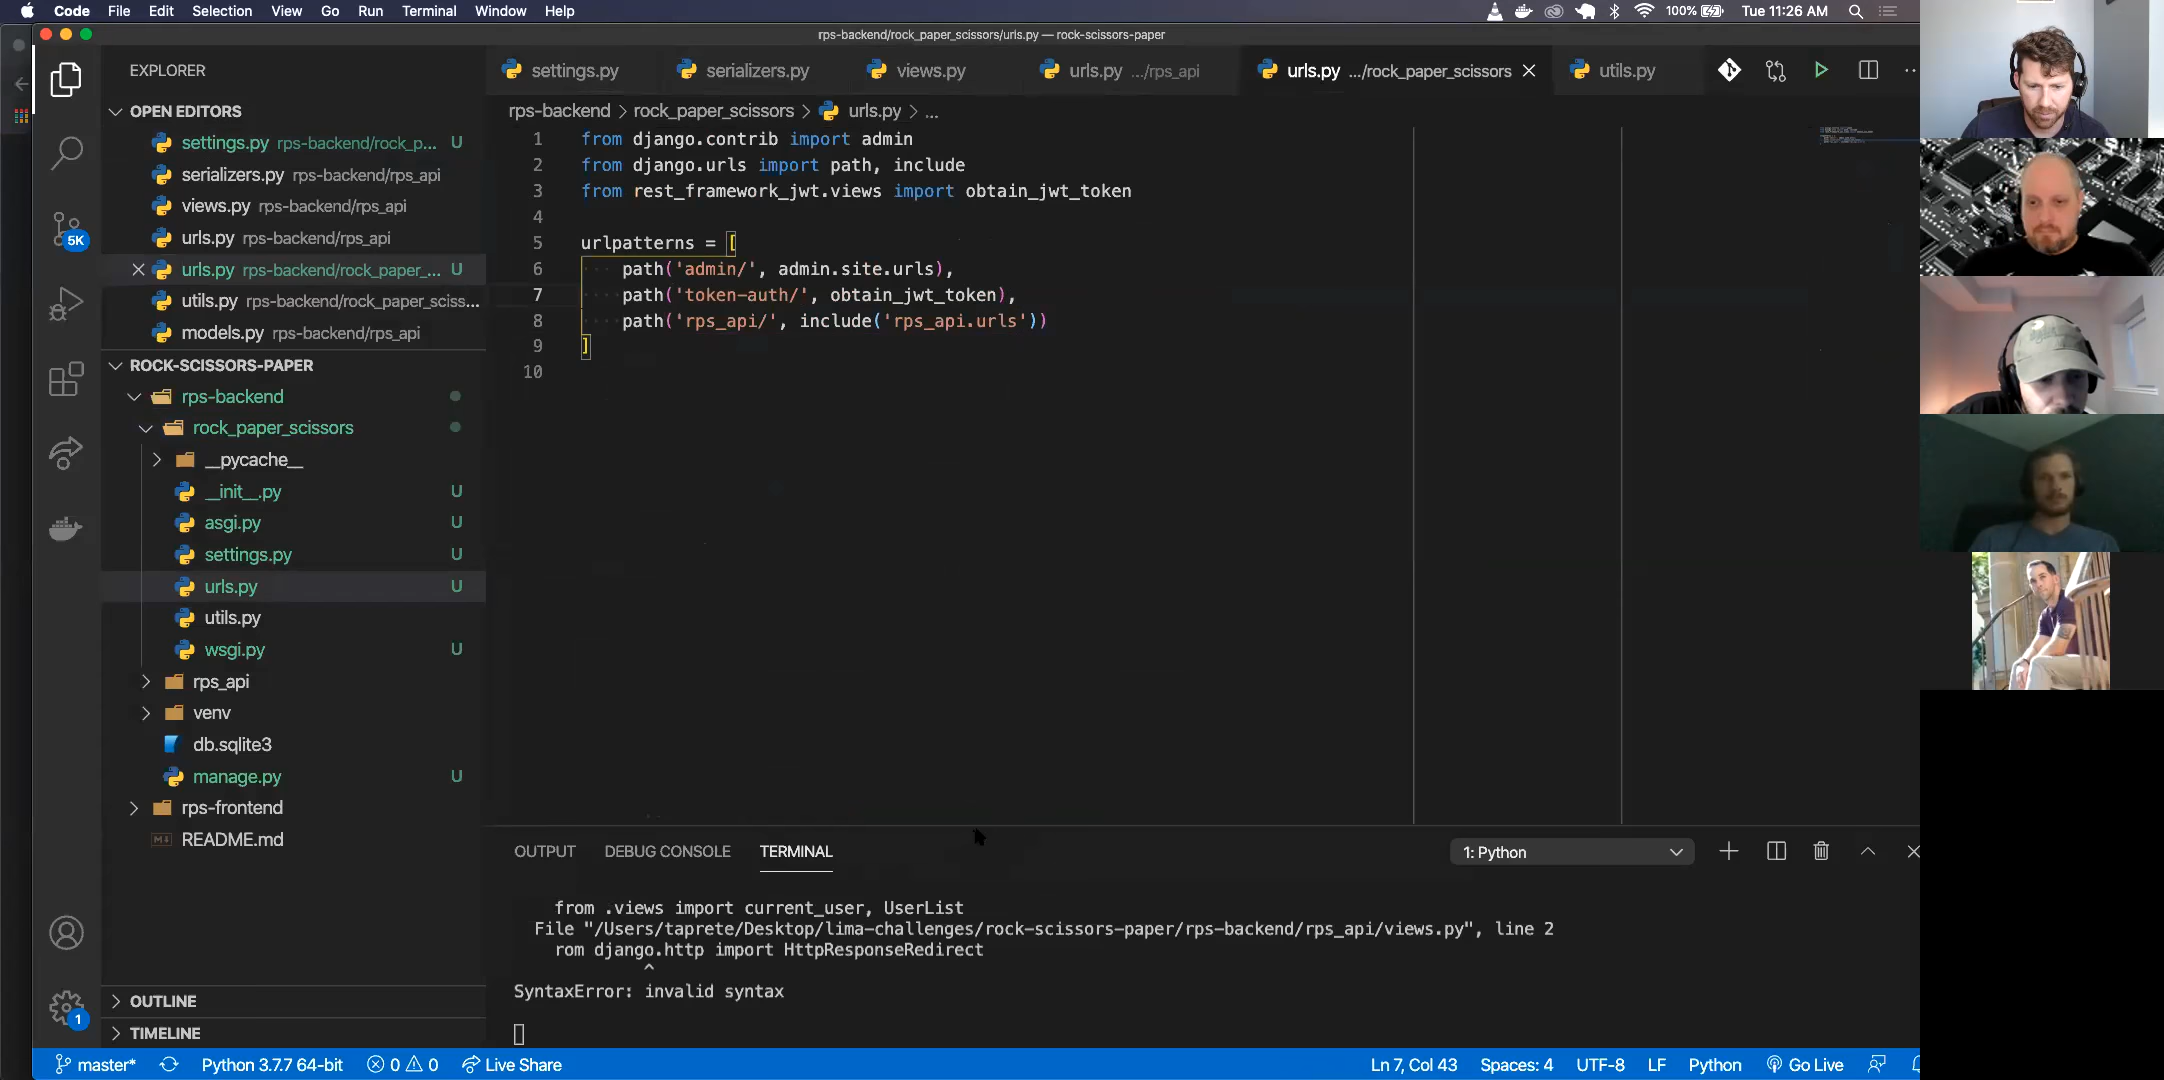 Code File Edit Selection View Go Run Terminal Window Help
100% Tue 11:26 AM
rps-backend/rock_paper_scissors/urls.py — rock-scissors-paper
EXPLORER
OPEN EDITORS
settings.py rps-backend/rock_p... U
serializers.py rps-backend/rps_api
views.py rps-backend/rps_api
urls.py rps-backend/rps_api
urls.py rps-backend/rock_paper_... U
utils.py rps-backend/rock_paper_sciss...
models.py rps-backend/rps_api
ROCK-SCISSORS-PAPER
rps-backend
rock_paper_scissors
__pycache__
__init__.py U
asgi.py U
settings.py U
urls.py U
utils.py
wsgi.py U
rps_api
venv
db.sqlite3
manage.py U
rps-frontend
README.md
OUTLINE
TIMELINE
5K
1
settings.py serializers.py views.py urls.py .../rps_api urls.py .../rock_paper_scissors utils.py
rps-backend > rock_paper_scissors > urls.py > ...
1 from django.contrib import admin
2 from django.urls import path, include
3 from rest_framework_jwt.views import obtain_jwt_token
4
5 urlpatterns = [
6 path('admin/', admin.site.urls),
7 path('token-auth/', obtain_jwt_token),
8 path('rps_api/', include('rps_api.urls'))
9 ]
10
OUTPUT DEBUG CONSOLE TERMINAL
1: Python
from .views import current_user, UserList
File "/Users/taprete/Desktop/lima-challenges/rock-scissors-paper/rps-backend/rps_api/views.py", line 2
rom django.http import HttpResponseRedirect
^
SyntaxError: invalid syntax
master* Python 3.7.7 64-bit 0 0 Live Share
Ln 7, Col 43 Spaces: 4 UTF-8 LF Python Go Live